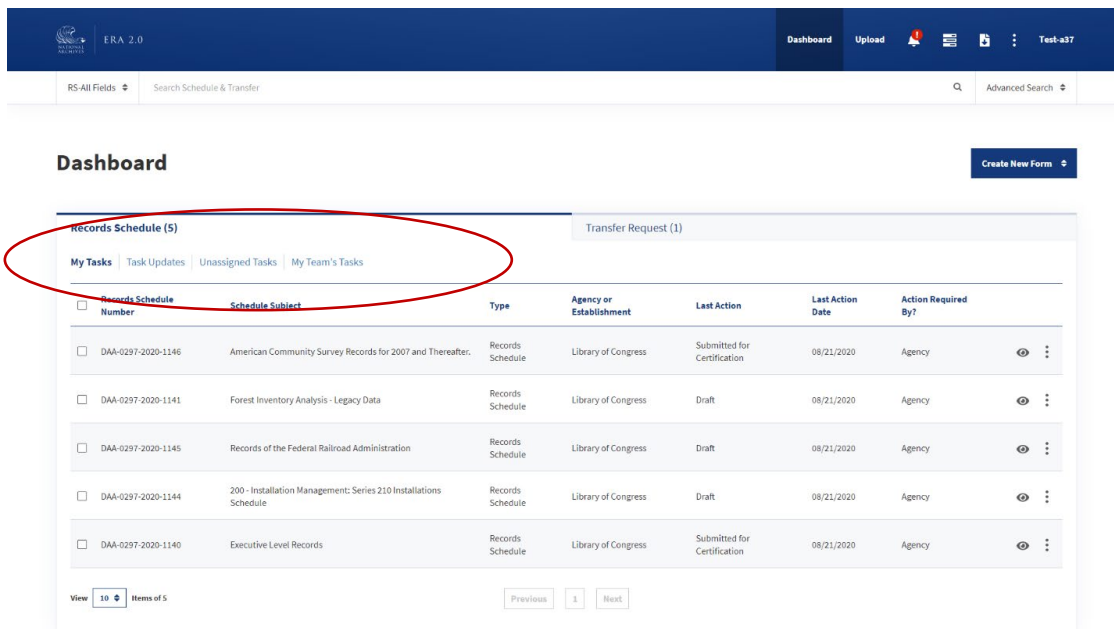 NATIONAL
ARCHIVES
ERA 2.0
Dashboard Upload ! Test-a37
RS-All Fields Search Schedule & Transfer Advanced Search
Dashboard
Create New Form
Records Schedule (5) Transfer Request (1)
My Tasks Task Updates Unassigned Tasks My Team's Tasks
Records Schedule Number Schedule Subject Type Agency or Establishment Last Action Last Action Date Action Required By?
DAA-0297-2020-1146 American Community Survey Records for 2007 and Thereafter. Records Schedule Library of Congress Submitted for Certification 08/21/2020 Agency
DAA-0297-2020-1141 Forest Inventory Analysis - Legacy Data Records Schedule Library of Congress Draft 08/21/2020 Agency
DAA-0297-2020-1145 Records of the Federal Railroad Administration Records Schedule Library of Congress Draft 08/21/2020 Agency
DAA-0297-2020-1144 200 - Installation Management: Series 210 Installations Schedule Records Schedule Library of Congress Draft 08/21/2020 Agency
DAA-0297-2020-1140 Executive Level Records Records Schedule Library of Congress Submitted for Certification 08/21/2020 Agency
View 10 Items of 5 Previous 1 Next